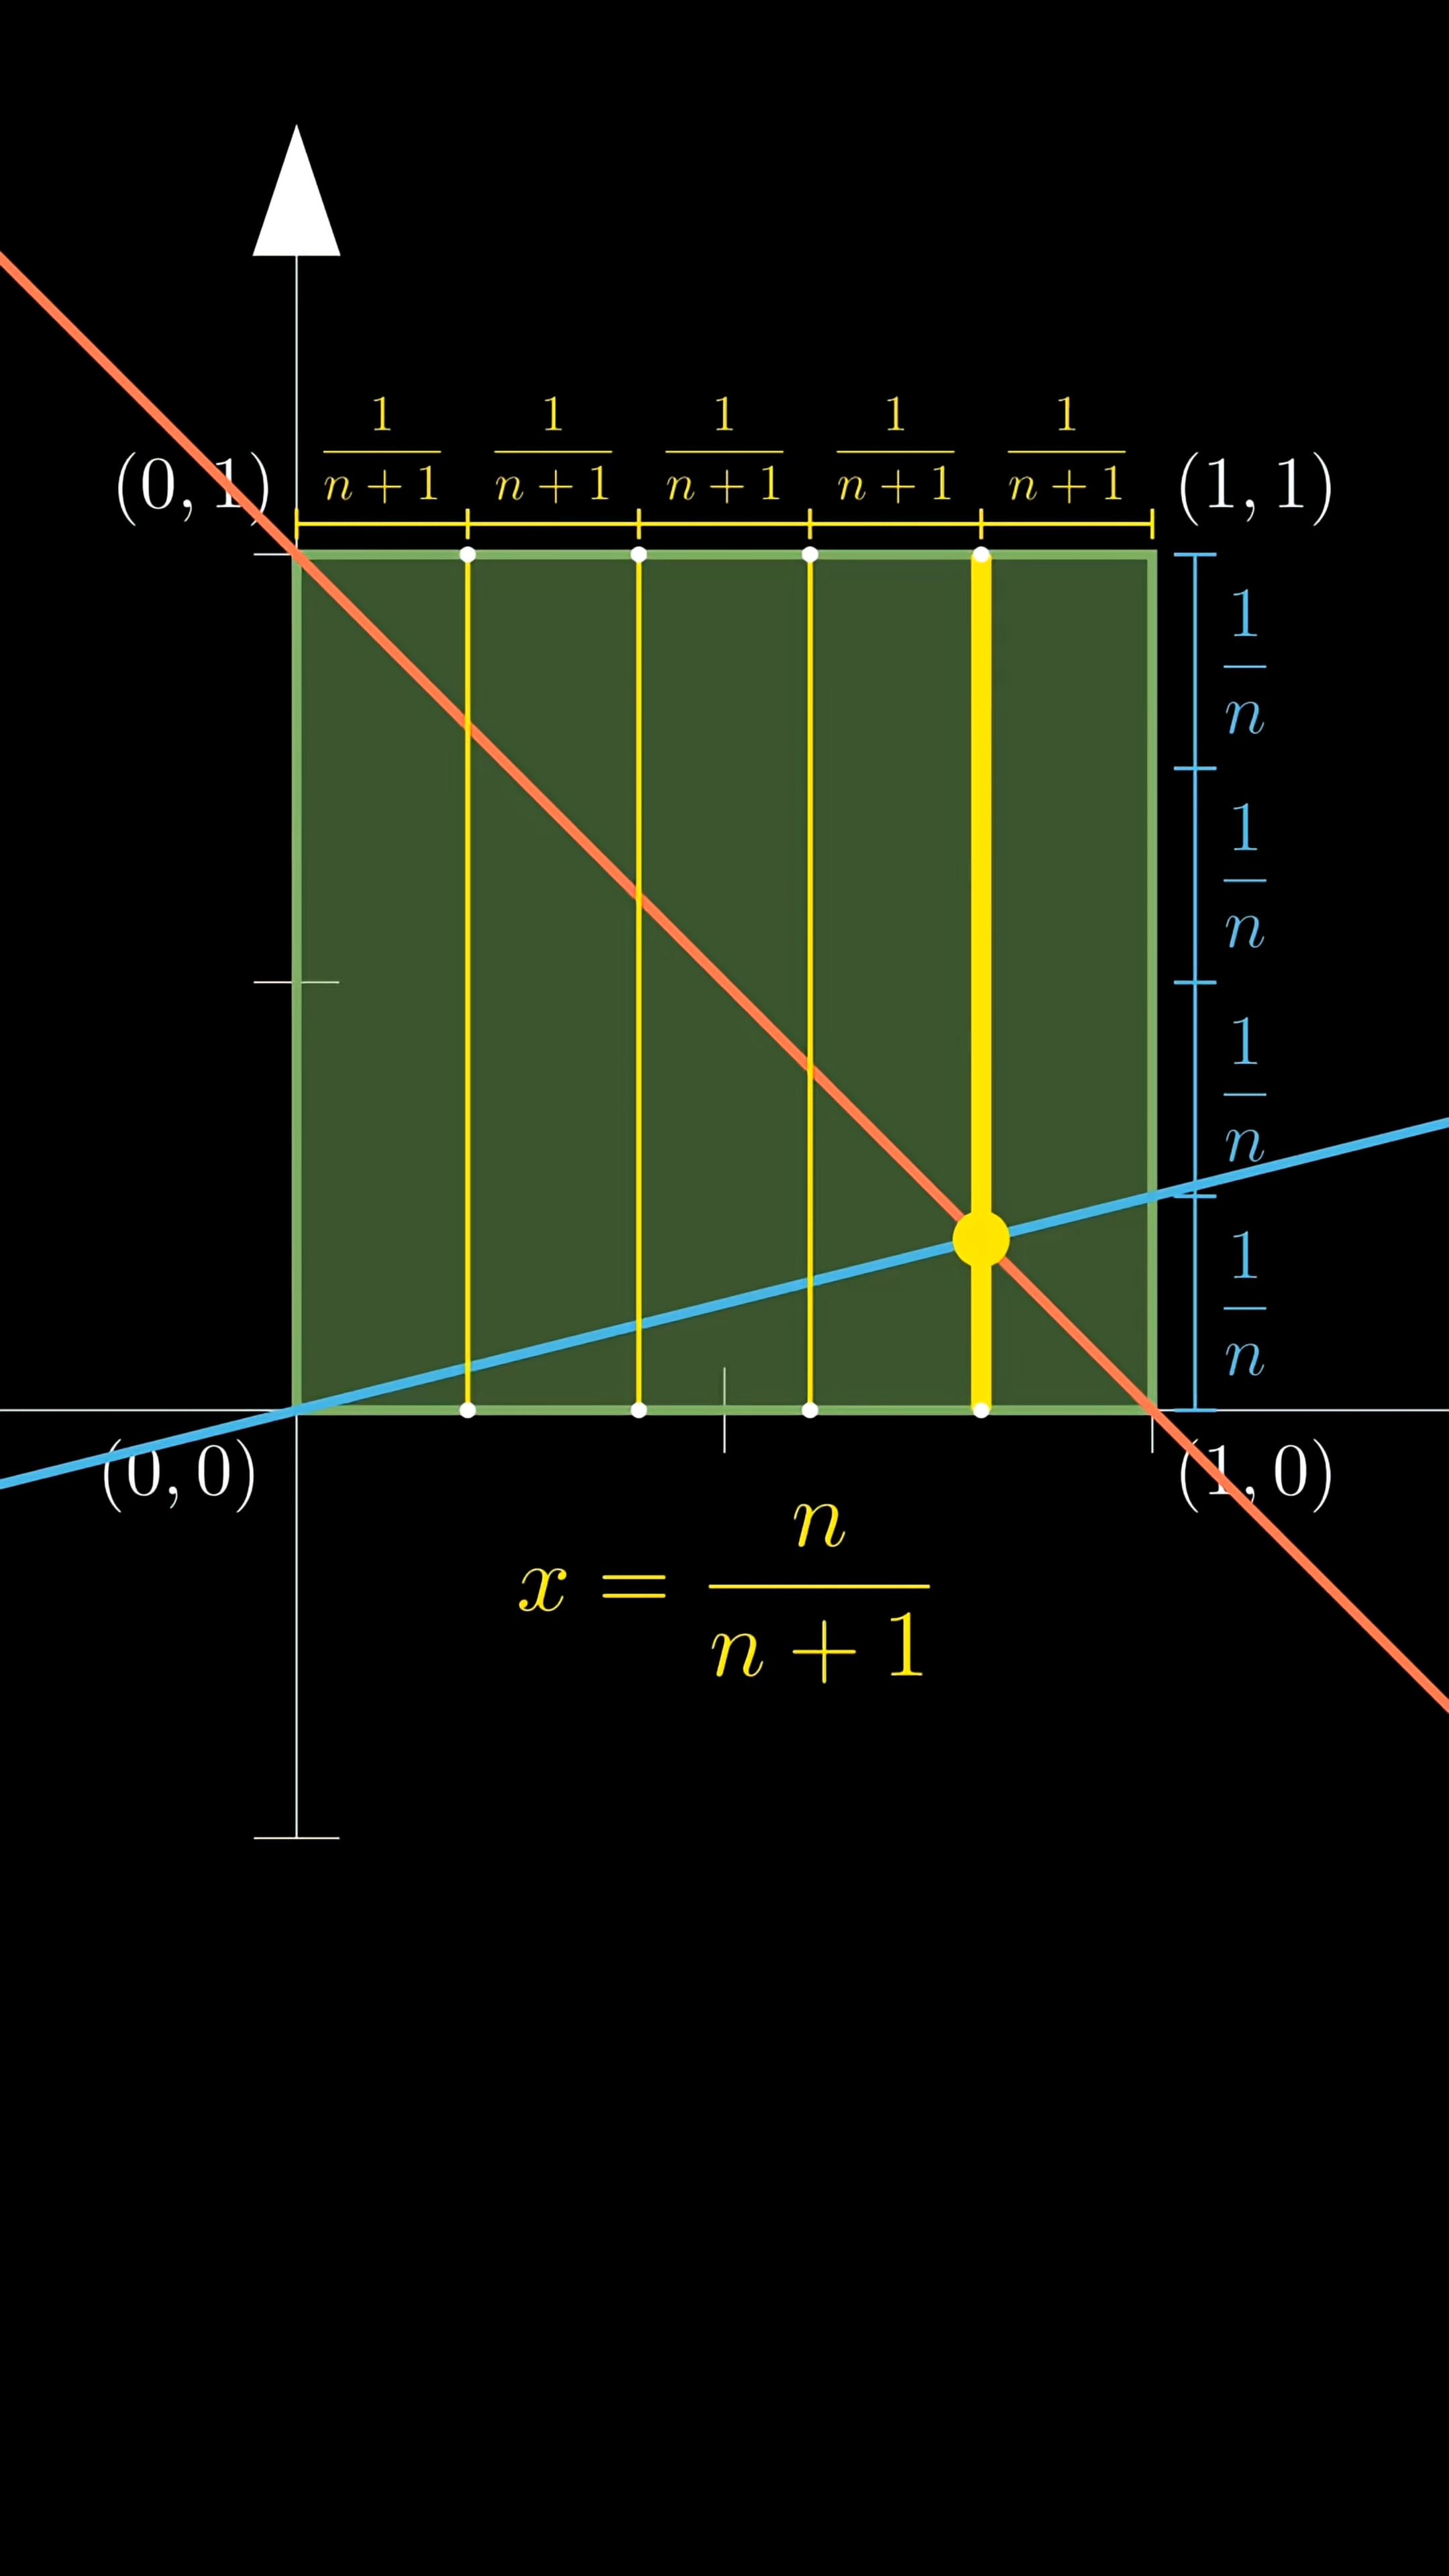 1/(n+1) 1/(n+1) 1/(n+1) 1/(n+1) 1/(n+1)
(0, 1) (1, 1)
1/n
1/n
1/n
1/n
(0, 0) (1, 0)
x = n/(n+1)